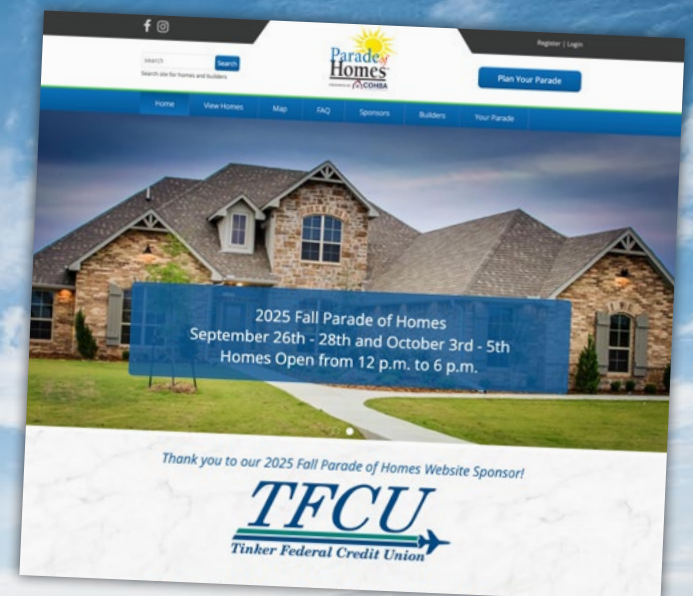 Register | Login
search
Search
Search site for homes and builders
Parade of
Homes
PRESENTED BY COHBA
Plan Your Parade
Home View Homes Map FAQ Sponsors Builders Your Parade
2025 Fall Parade of Homes
September 26th - 28th and October 3rd - 5th
Homes Open from 12 p.m. to 6 p.m.
Thank you to our 2025 Fall Parade of Homes Website Sponsor!
TFCU
Tinker Federal Credit Union